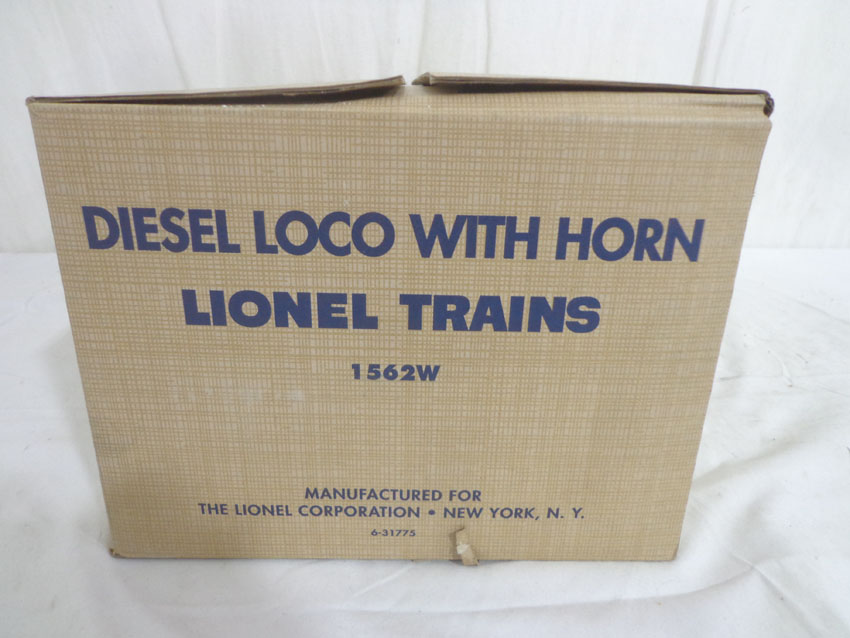 DIESEL LOCO WITH HORN
LIONEL TRAINS
1562W
MANUFACTURED FOR
THE LIONEL CORPORATION • NEW YORK, N. Y.
6-31775